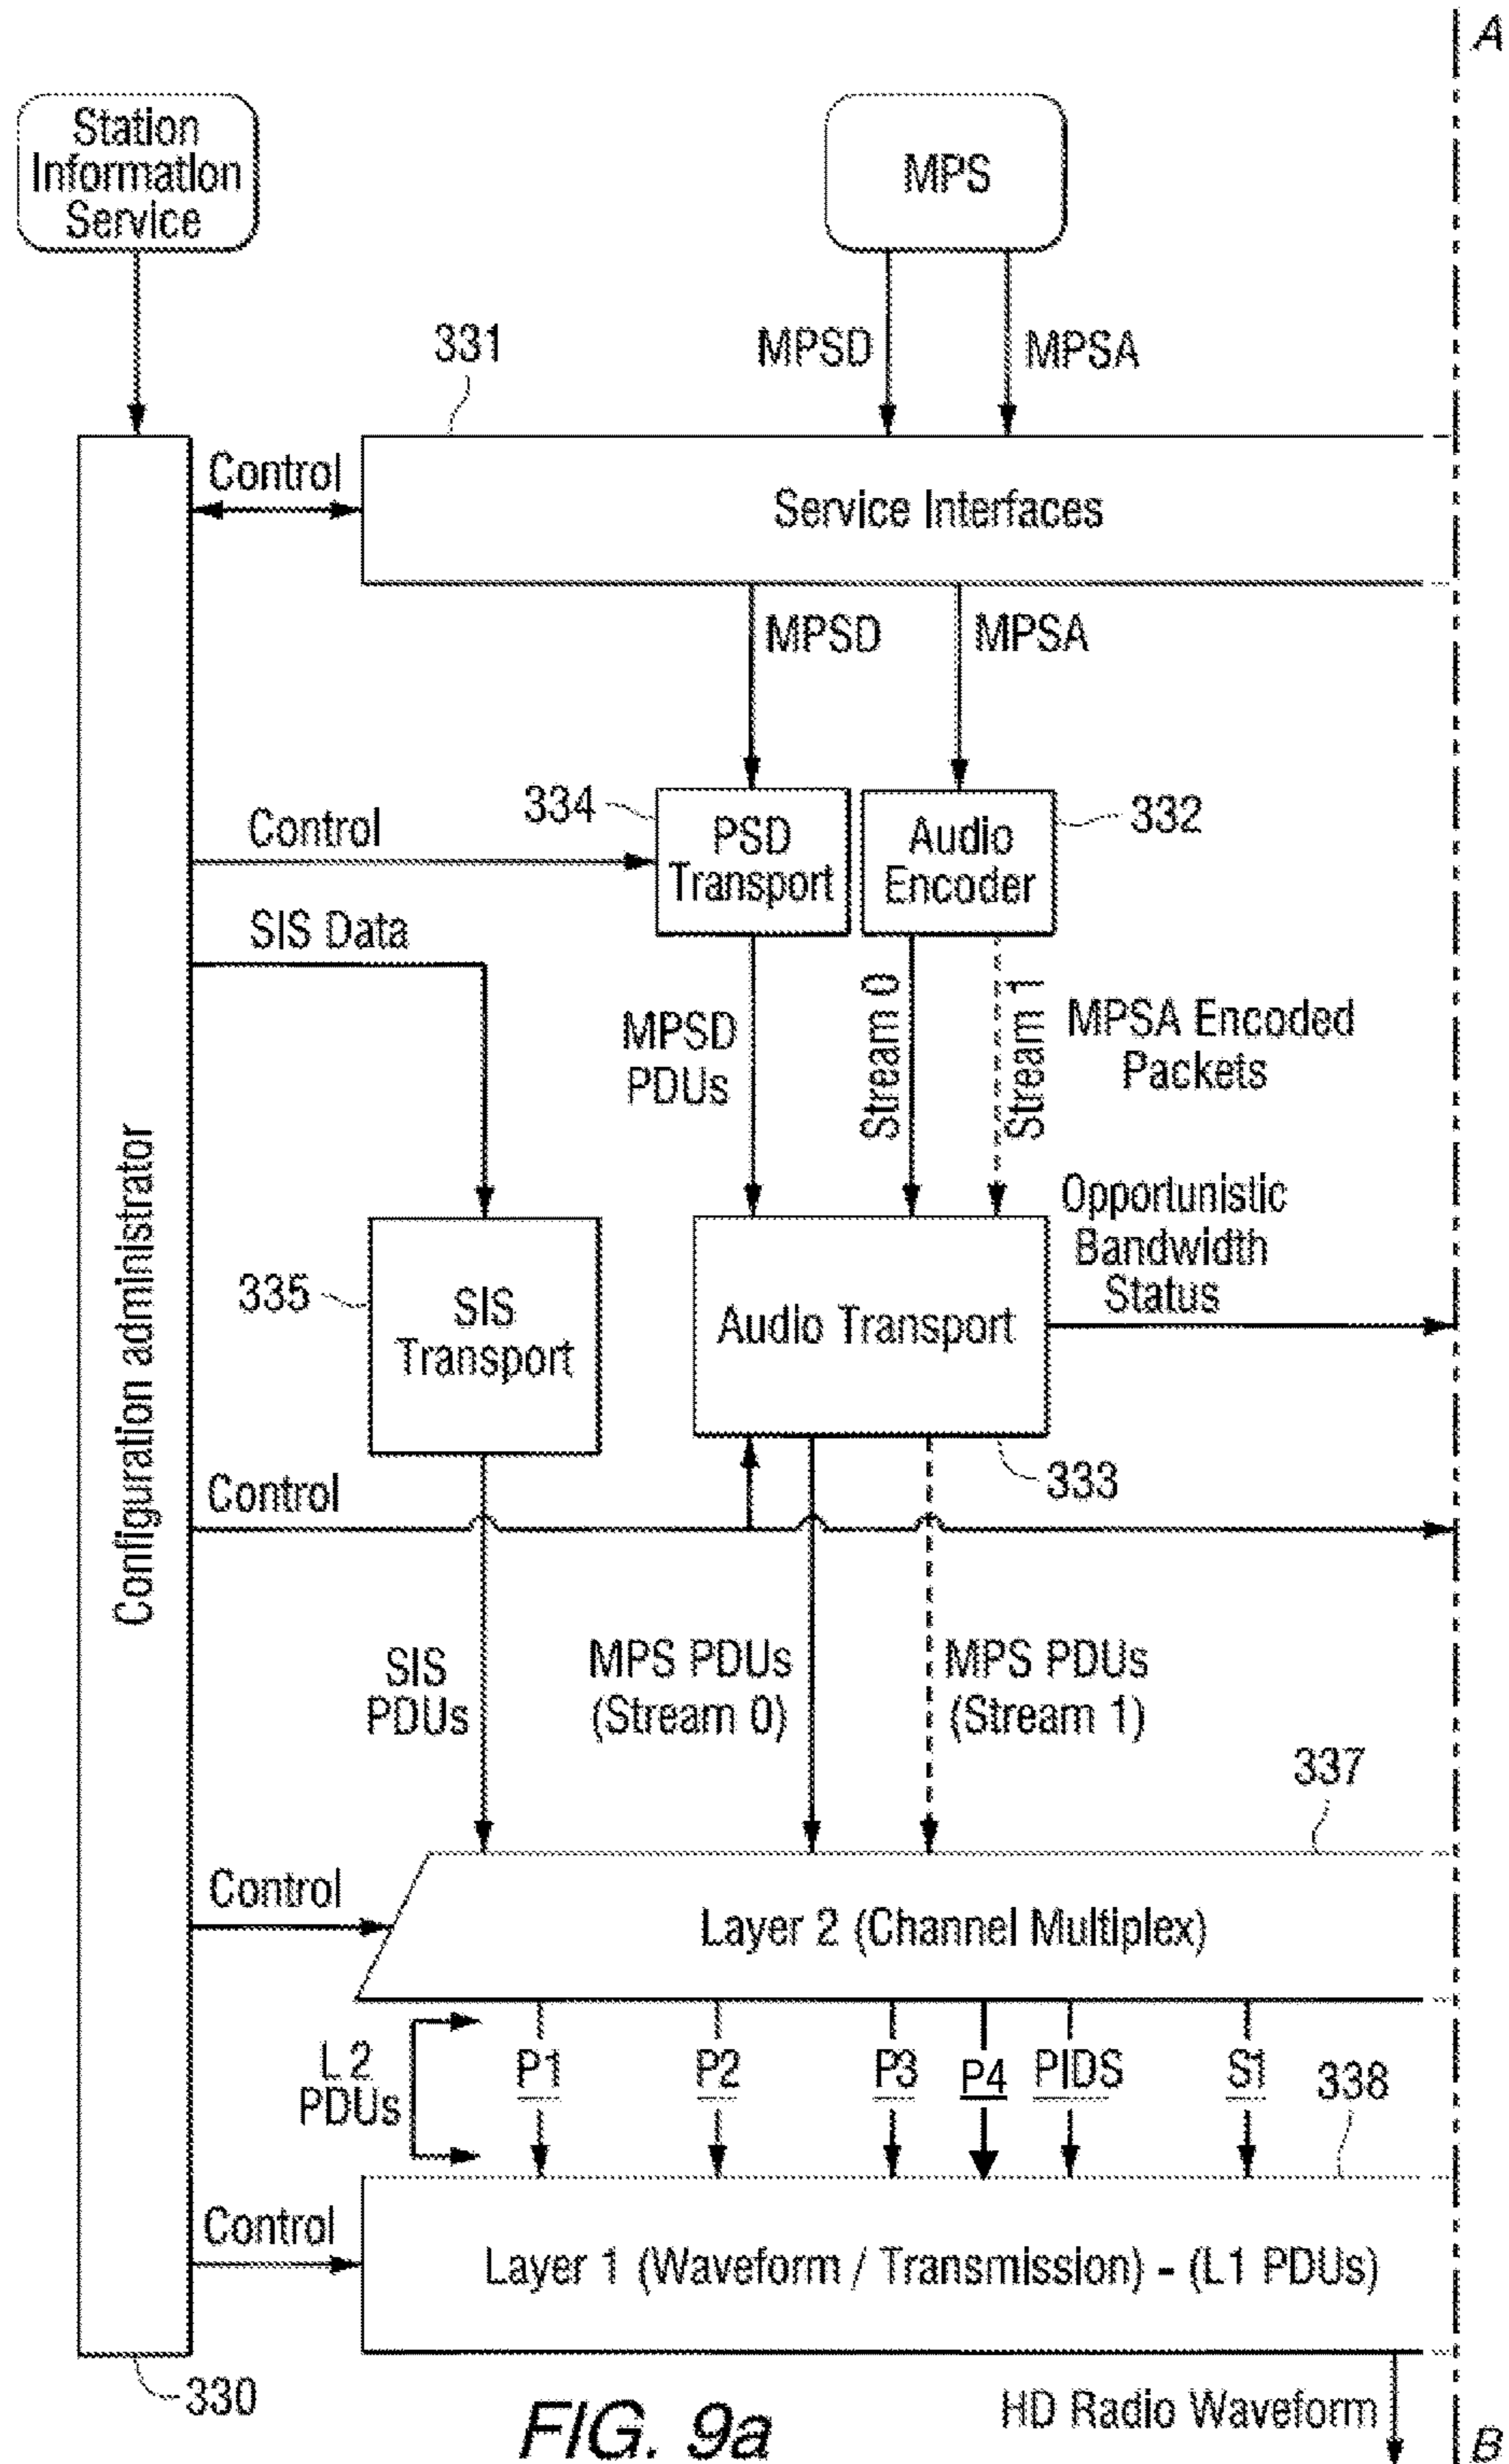 A
Station
Information
Service
MPS
331
MPSD
MPSA
Control
Service Interfaces
MPSD
MPSA
334
Control
PSD
Transport
Audio
Encoder
332
SIS Data
MPSD
PDUs
Stream 0
Stream 1
MPSA Encoded
Packets
Configuration administrator
Opportunistic
Bandwidth
Status
335
SIS
Transport
Audio Transport
333
Control
SIS
PDUs
MPS PDUs
(Stream 0)
MPS PDUs
(Stream 1)
337
Control
Layer 2 (Channel Multiplex)
L 2
PDUs
P1
P2
P3
P4
PIDS
S1
338
Control
Layer 1 (Waveform / Transmission) - (L1 PDUs)
330
FIG. 9a
HD Radio Waveform
B